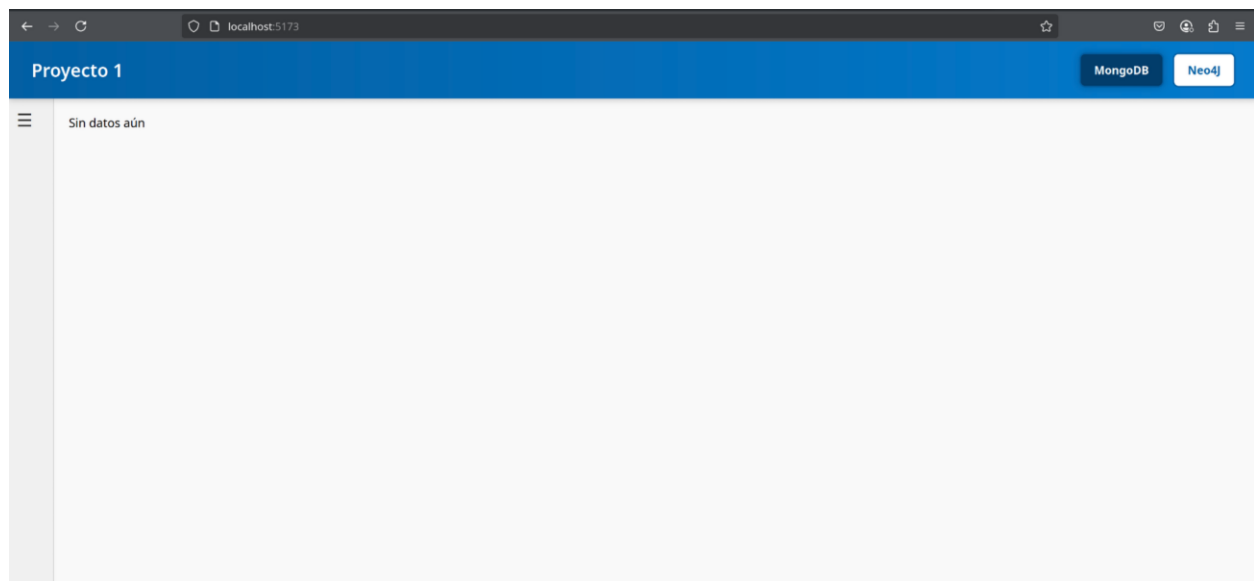 localhost:5173
Proyecto 1
MongoDB
Neo4J
Sin datos aún